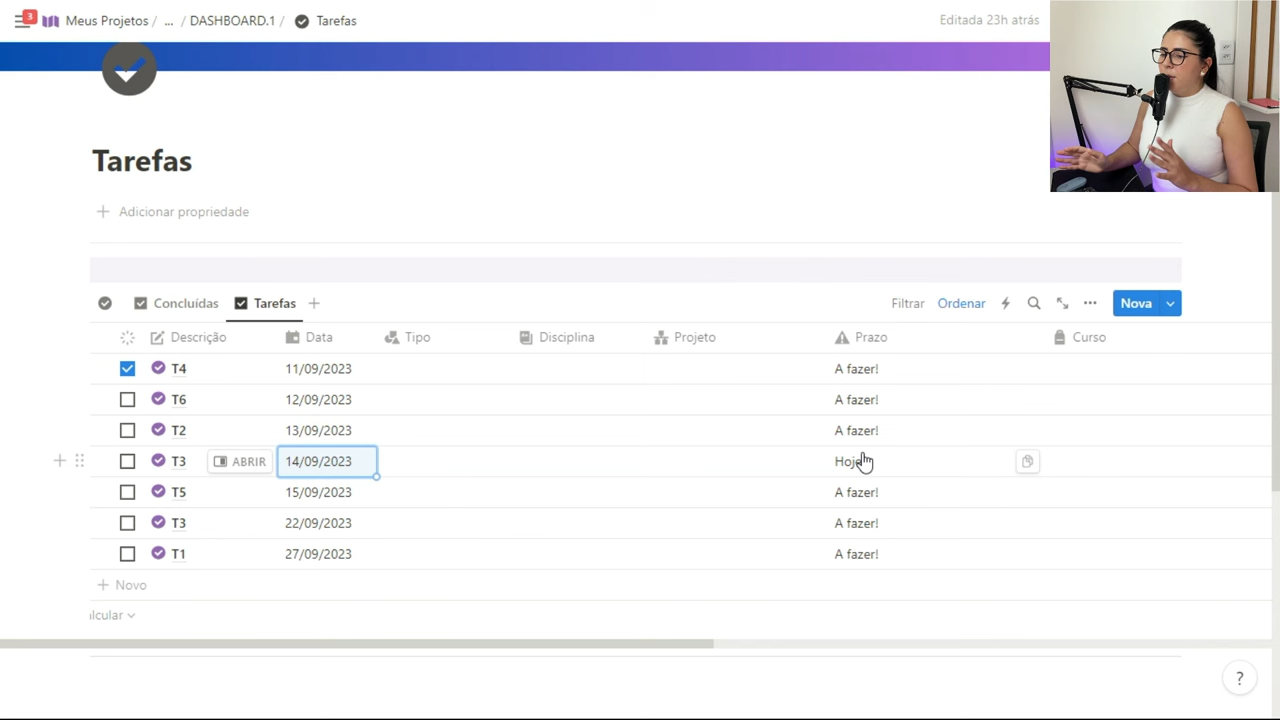 3 Meus Projetos / ... / DASHBOARD.1 / Tarefas Editada 23h atrás
Tarefas
Adicionar propriedade
Concluídas Tarefas Filtrar Ordenar Nova
Descrição Data Tipo Disciplina Projeto Prazo Curso
T4 11/09/2023 A fazer!
T6 12/09/2023 A fazer!
T2 13/09/2023 A fazer!
T3 ABRIR 14/09/2023
T5 15/09/2023 A fazer!
T3 22/09/2023 A fazer!
T1 27/09/2023 A fazer!
Novo
?